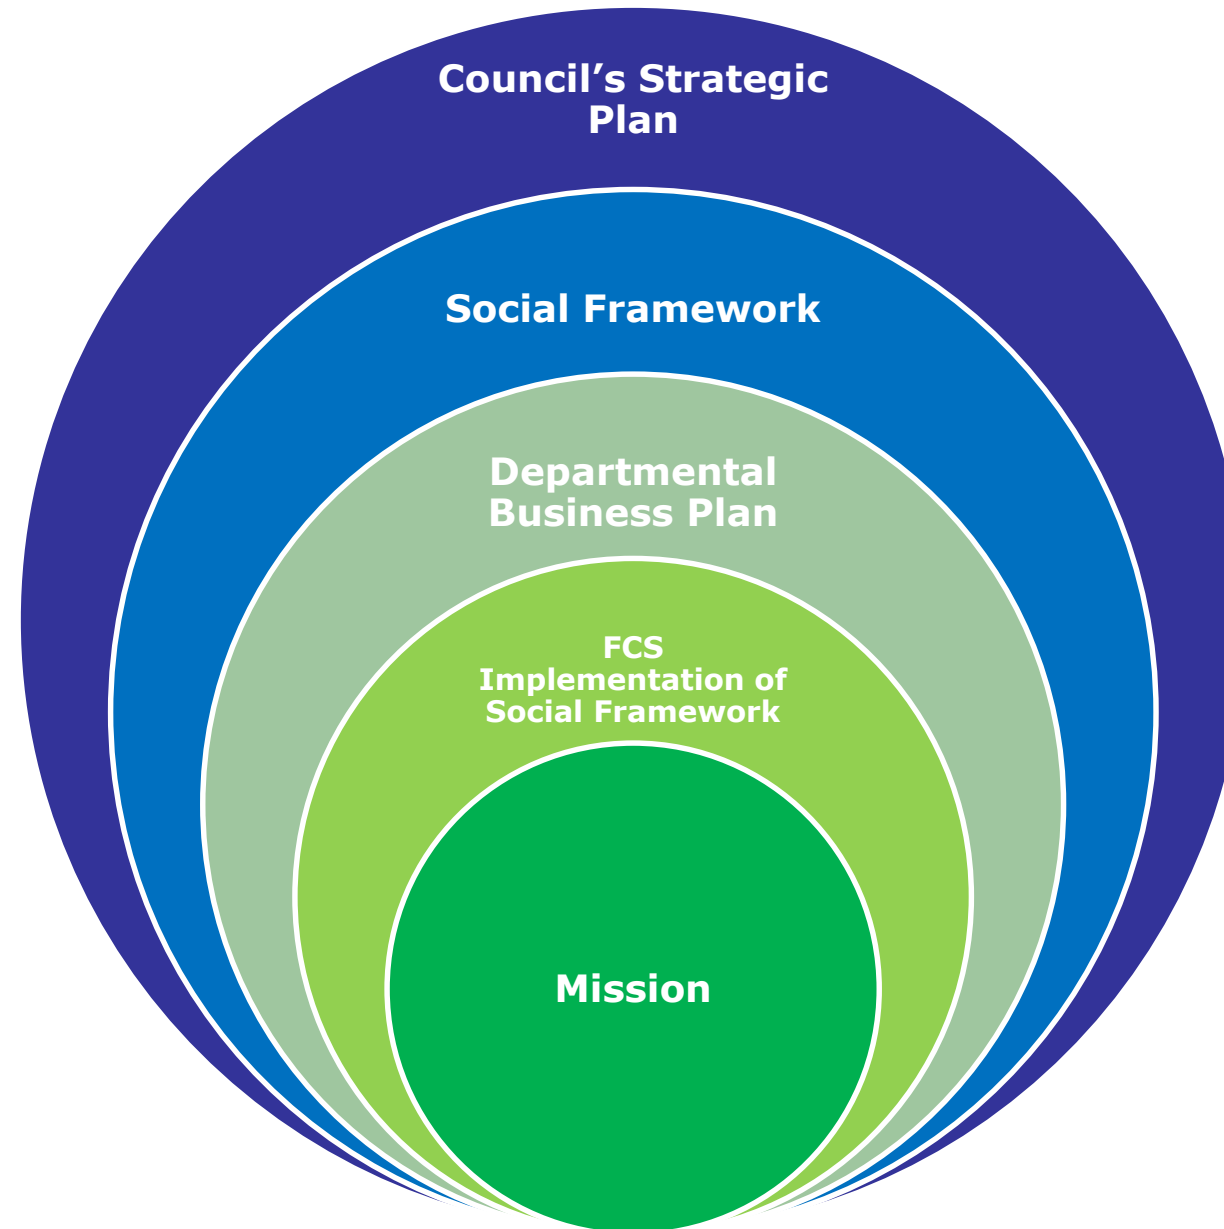 Council’s Strategic
Plan
Social Framework
Departmental
Business Plan
FCS
Implementation of
Social Framework
Mission